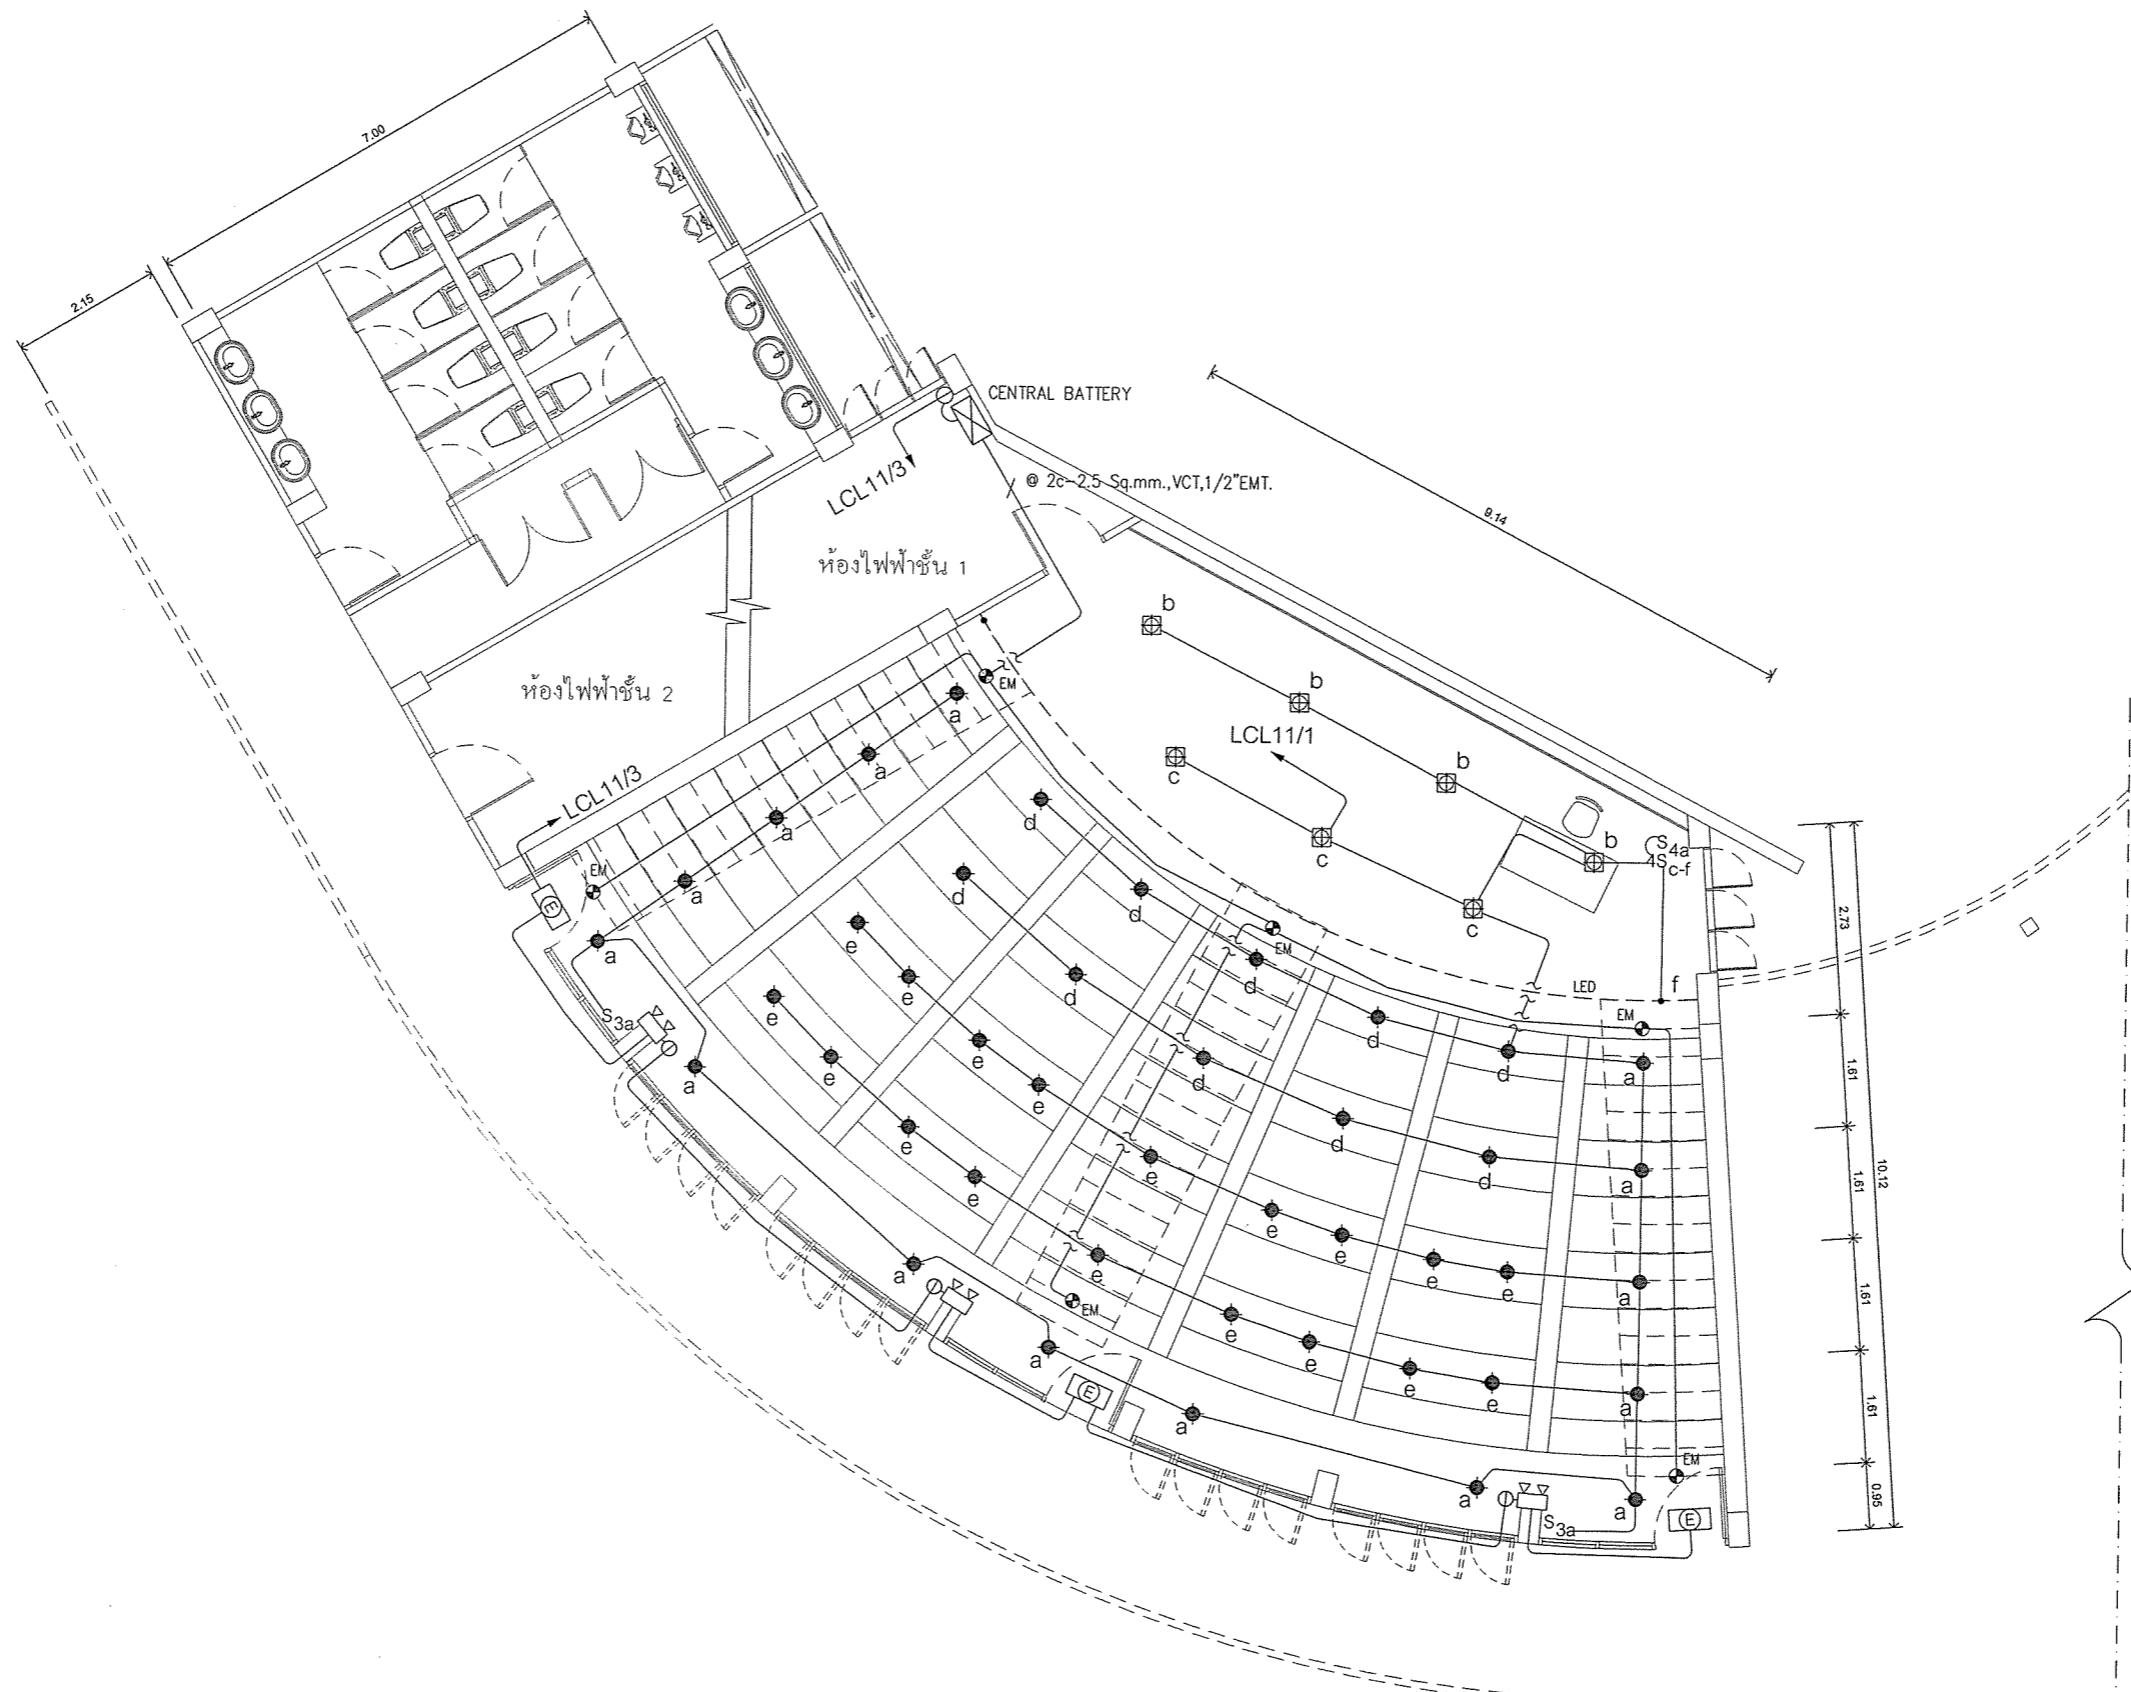 7.00
2.15
CENTRAL BATTERY
LCL11/3
@ 2c-2.5 Sq.mm.,VCT,1/2"EMT.
9.14
ห้องไฟฟ้าชั้น 1
ห้องไฟฟ้าชั้น 2
b
b
b
b
EM
a
a
a
a
LCL11/1
c
c
c
LCL11/3
EM
S4a
4Sc-f
2.73
d
d
d
d
d
EM
LED
f
EM
a
d
d
d
d
d
a
1.61
a
S3a
a
e
e
e
e
e
e
e
e
e
a
1.61
10.12
e
e
e
e
e
e
e
e
e
a
1.61
a
a
EM
a
a
a
S3a
EM
1.61
0.95
E
E
E